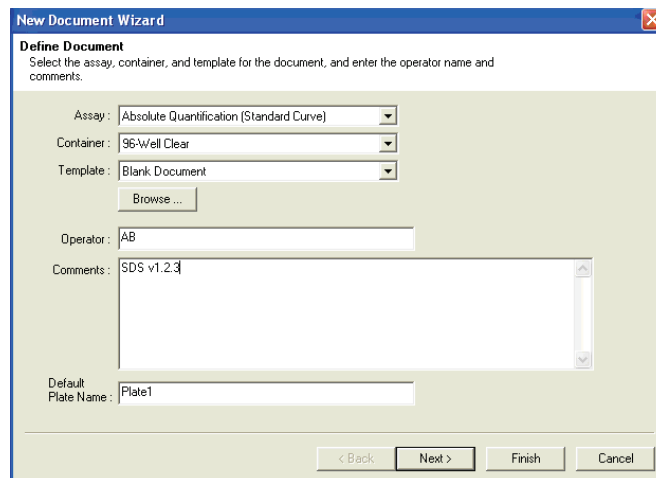 New Document Wizard
Define Document
Select the assay, container, and template for the document, and enter the operator name and
comments.
Assay : Absolute Quantification (Standard Curve)
Container : 96-Well Clear
Template : Blank Document
Browse ...
Operator : AB
Comments : SDS v1.2.3
Default
Plate Name : Plate1
< Back Next > Finish Cancel